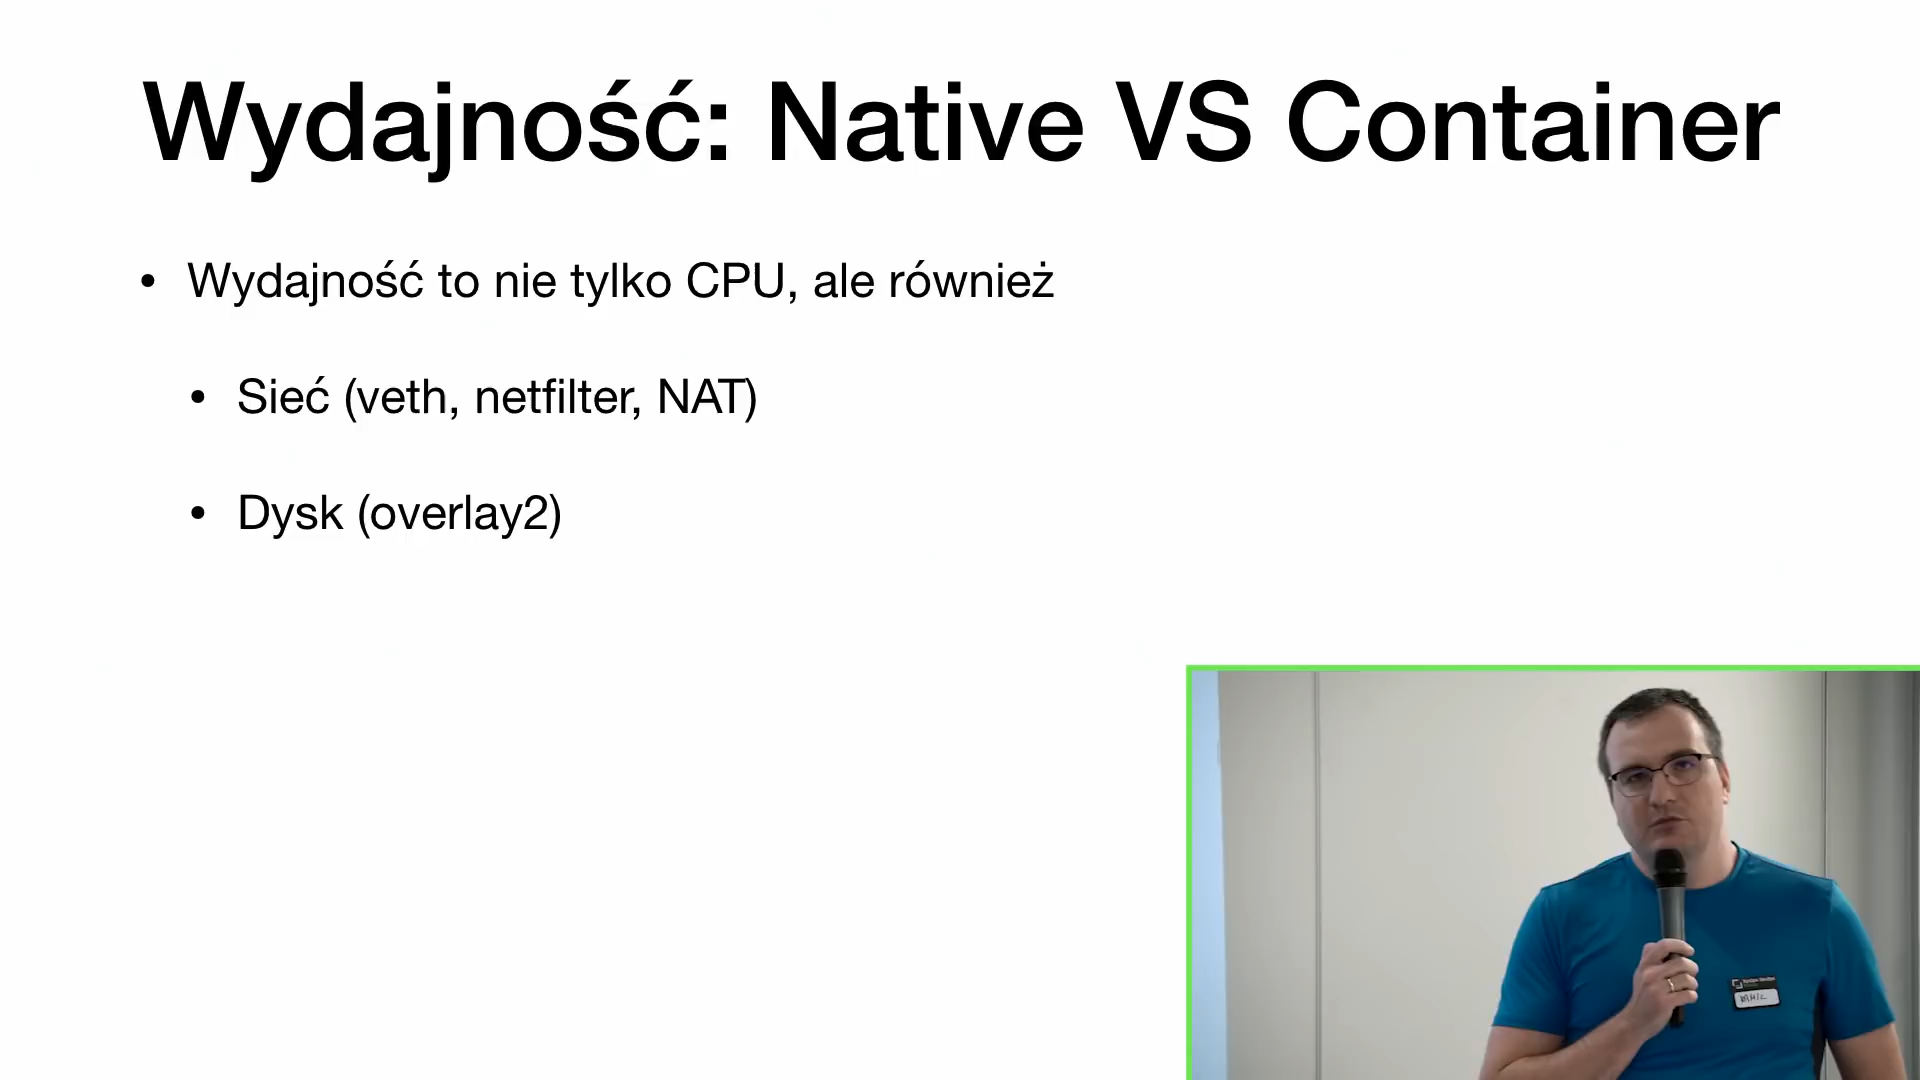 Wydajność: Native VS Container
• Wydajność to nie tylko CPU, ale również
• Sieć (veth, netfilter, NAT)
• Dysk (overlay2)